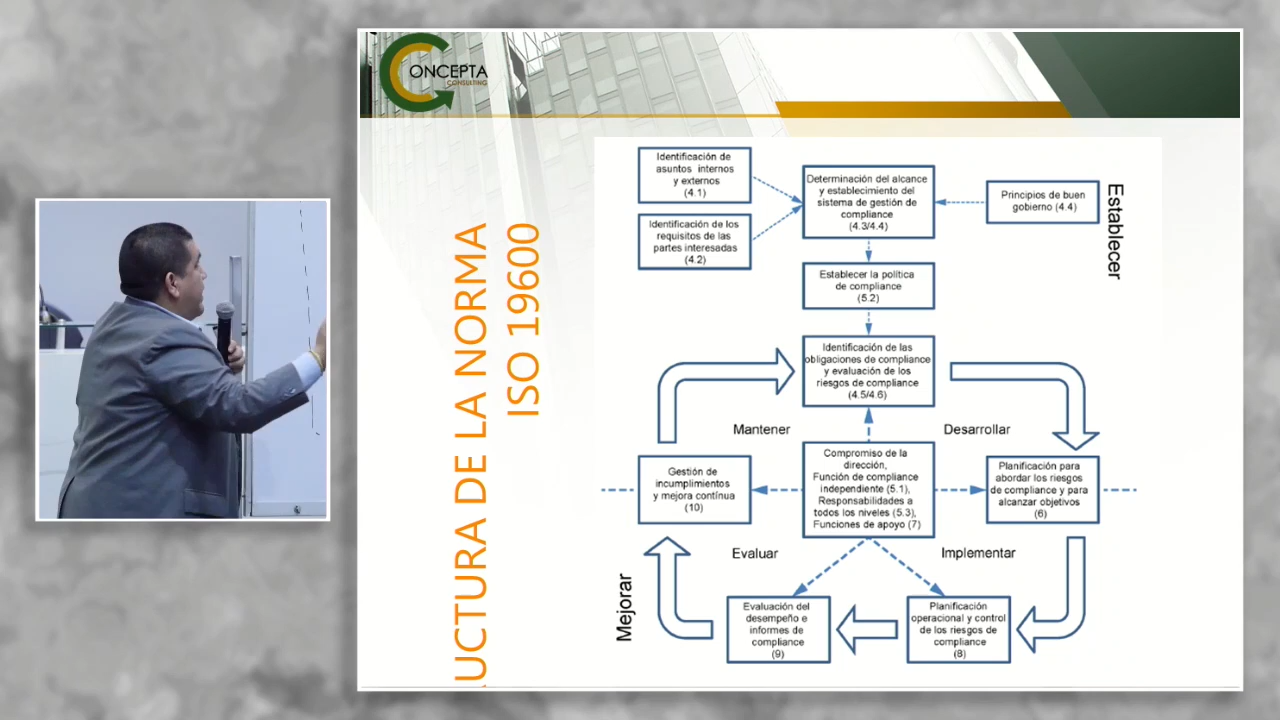 CONCEPTA
CONSULTING
UCTURA DE LA NORMA
ISO 19600
Identificación de
asuntos internos
y externos
(4.1)
Identificación de los
requisitos de las
partes interesadas
(4.2)
Determinación del alcance
y establecimiento del
sistema de gestión de
compliance
(4.3/4.4)
Principios de buen
gobierno (4.4)
Establecer
Establecer la política
de compliance
(5.2)
Identificación de las
obligaciones de compliance
y evaluación de los
riesgos de compliance
(4.5/4.6)
Mantener
Desarrollar
Gestión de
incumplimientos
y mejora contínua
(10)
Compromiso de la
dirección,
Función de compliance
independiente (5.1),
Responsabilidades a
todos los niveles (5.3),
Funciones de apoyo (7)
Planificación para
abordar los riesgos
de compliance y para
alcanzar objetivos
(6)
Evaluar
Implementar
Mejorar
Evaluación del
desempeño e
informes de
compliance
(9)
Planificación
operacional y control
de los riesgos de
compliance
(8)